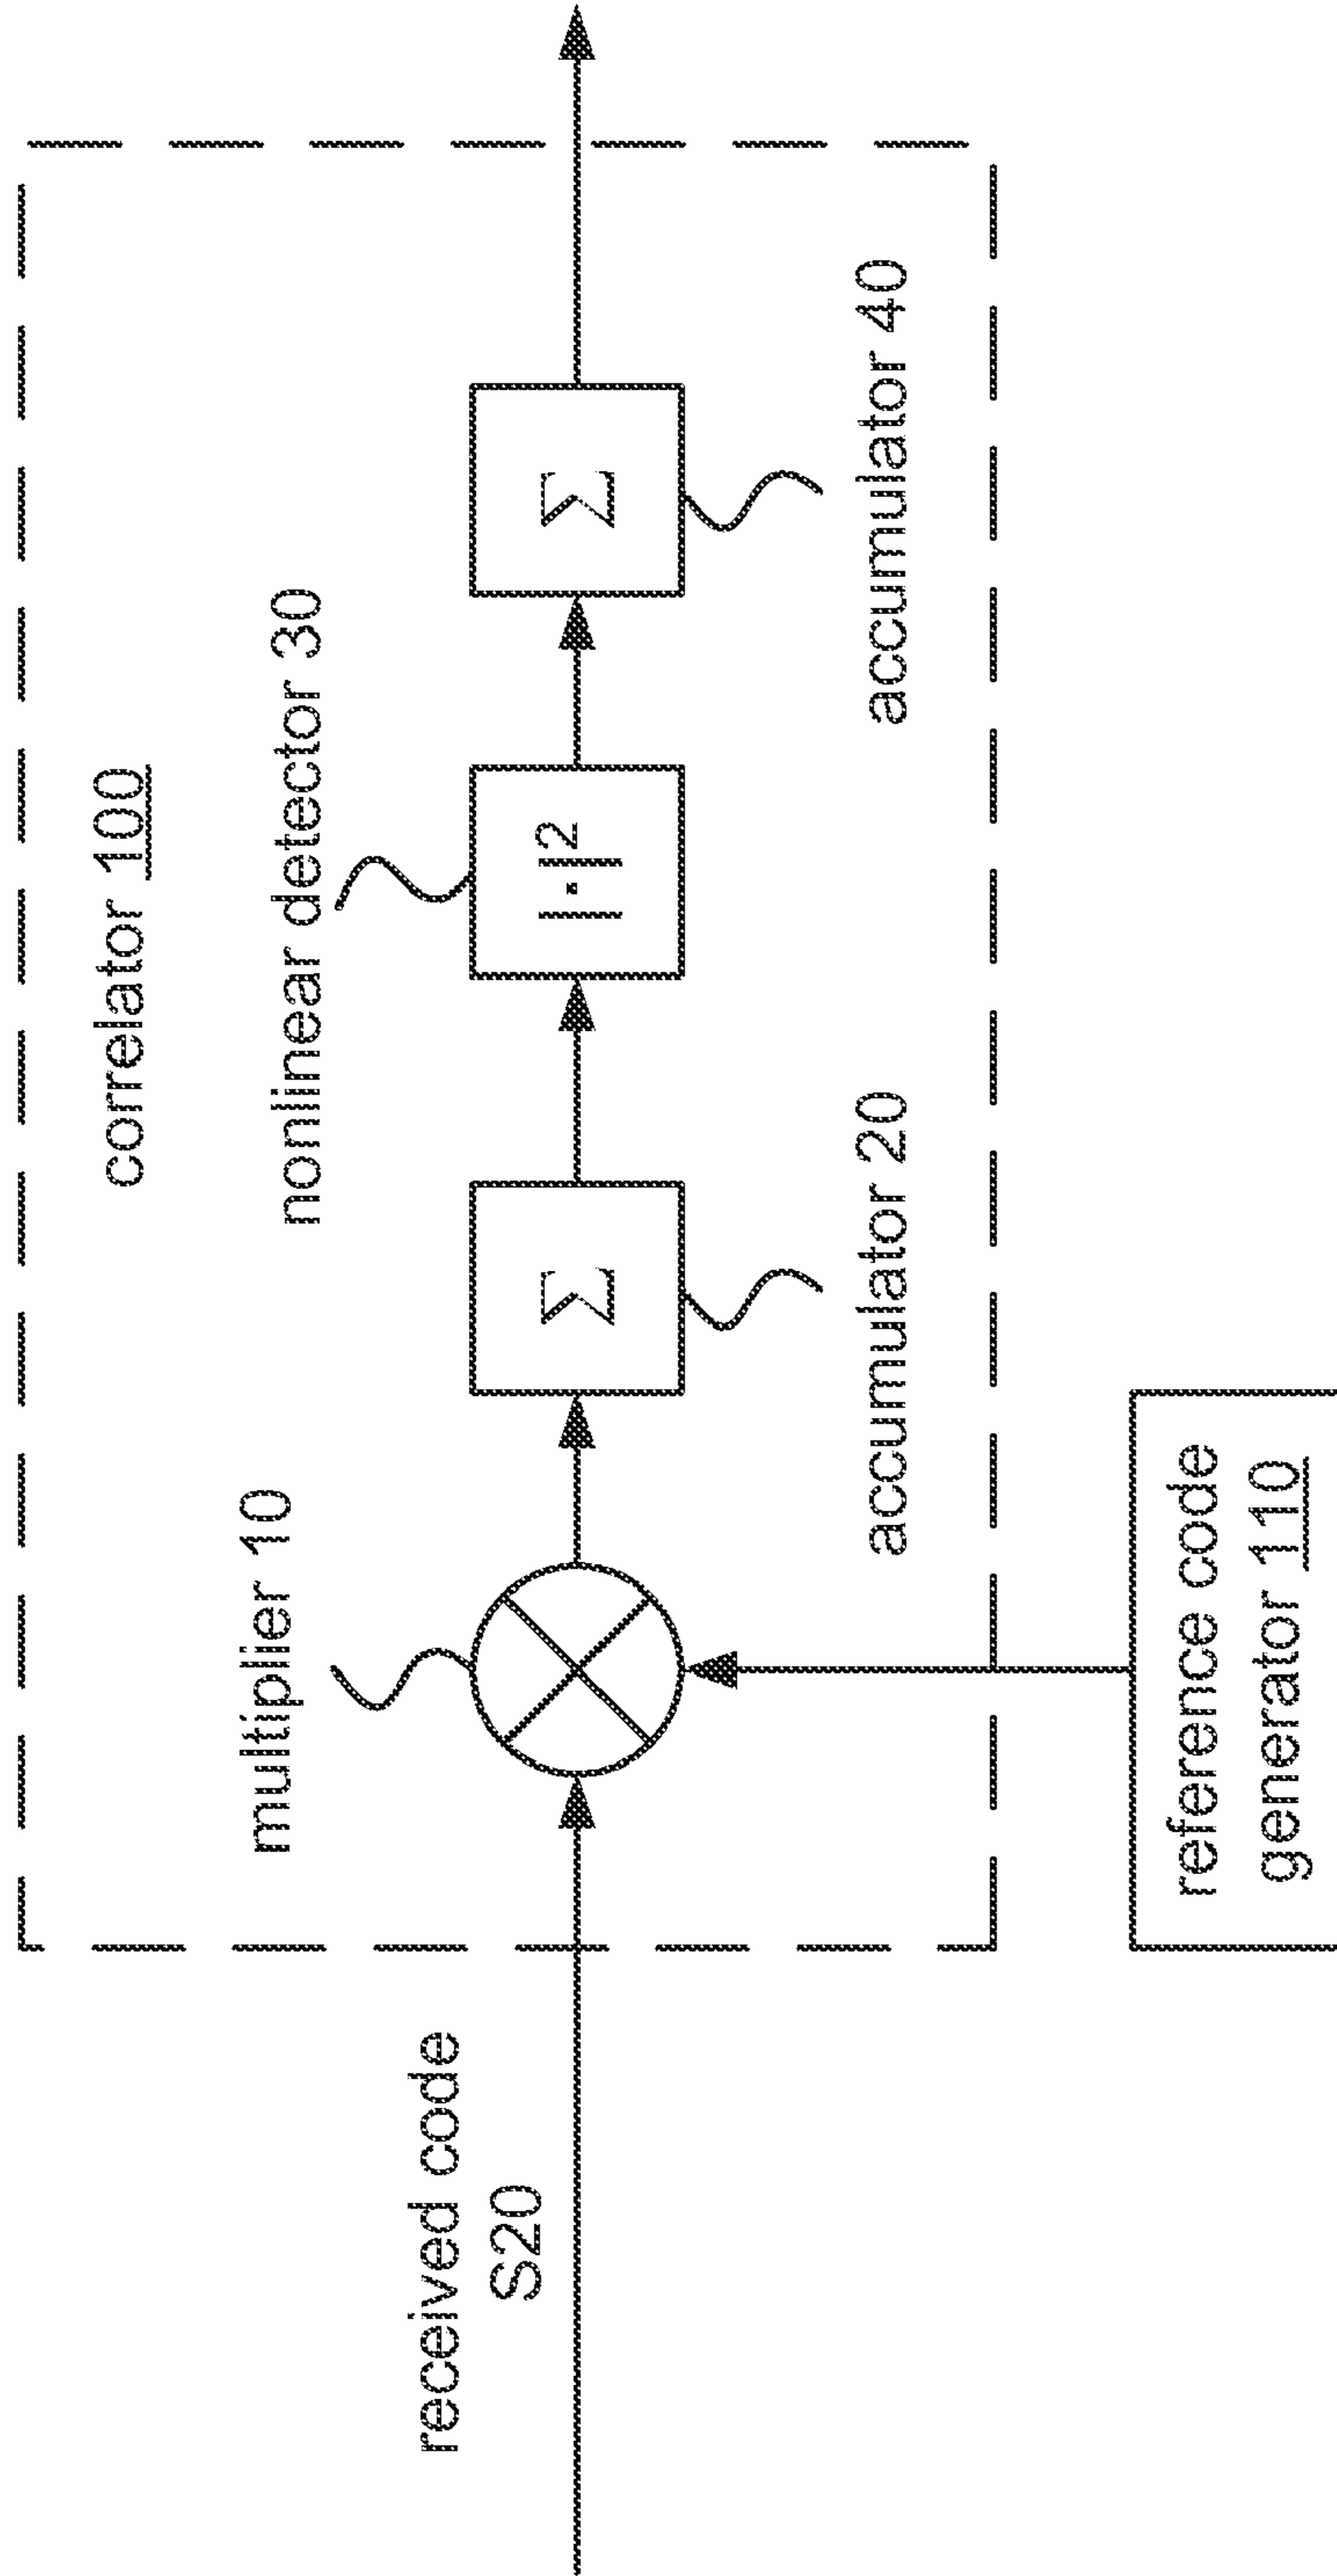 correlator 100
multiplier 10
nonlinear detector 30
received code
S20
Σ
|·|²
Σ
accumulator 20
accumulator 40
reference code
generator 110